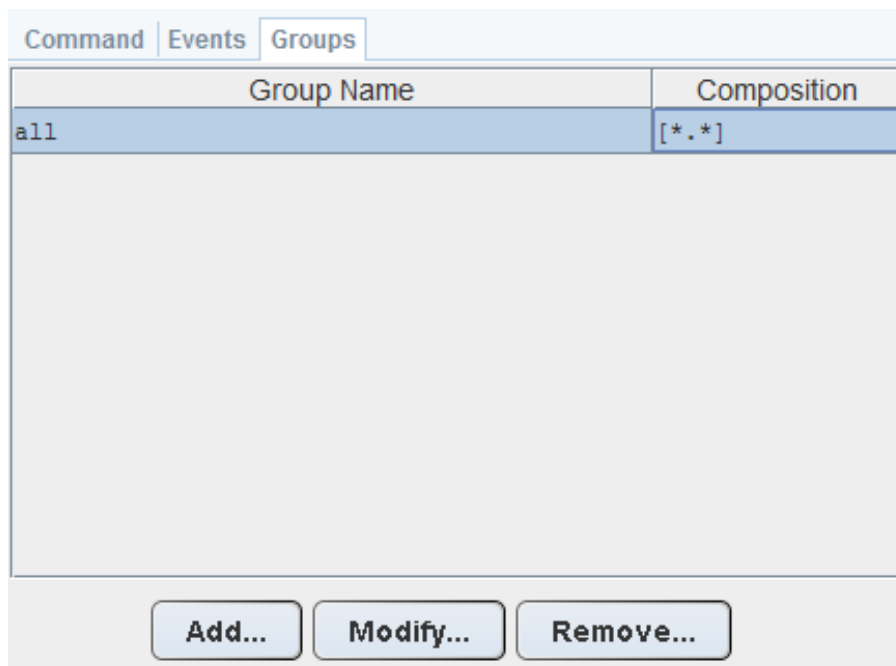 Command Events Groups
Group Name Composition
all [*.*]
Add... Modify... Remove...